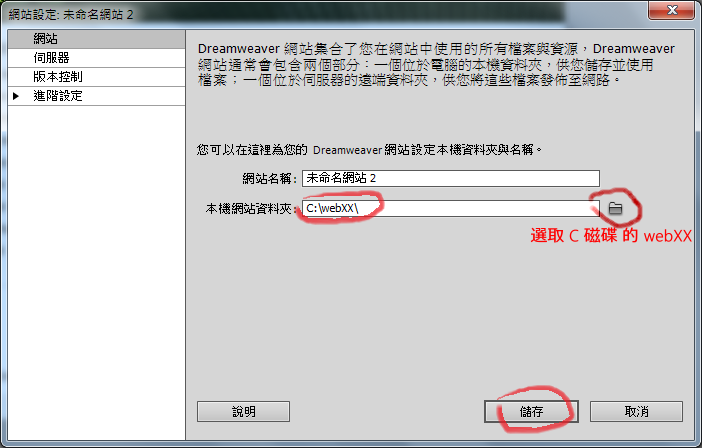 網站設定: 未命名網站 2
網站
伺服器
版本控制
進階設定
Dreamweaver 網站集合了您在網站中使用的所有檔案與資源，Dreamweaver
網站通常會包含兩個部分：一個位於電腦的本機資料夾，供您儲存並使用
檔案；一個位於伺服器的遠端資料夾，供您將這些檔案發佈至網路。
您可以在這裡為您的 Dreamweaver 網站設定本機資料夾與名稱。
網站名稱: 未命名網站 2
本機網站資料夾: C:\webXX\
選取 C 磁碟 的 webXX
說明 儲存 取消